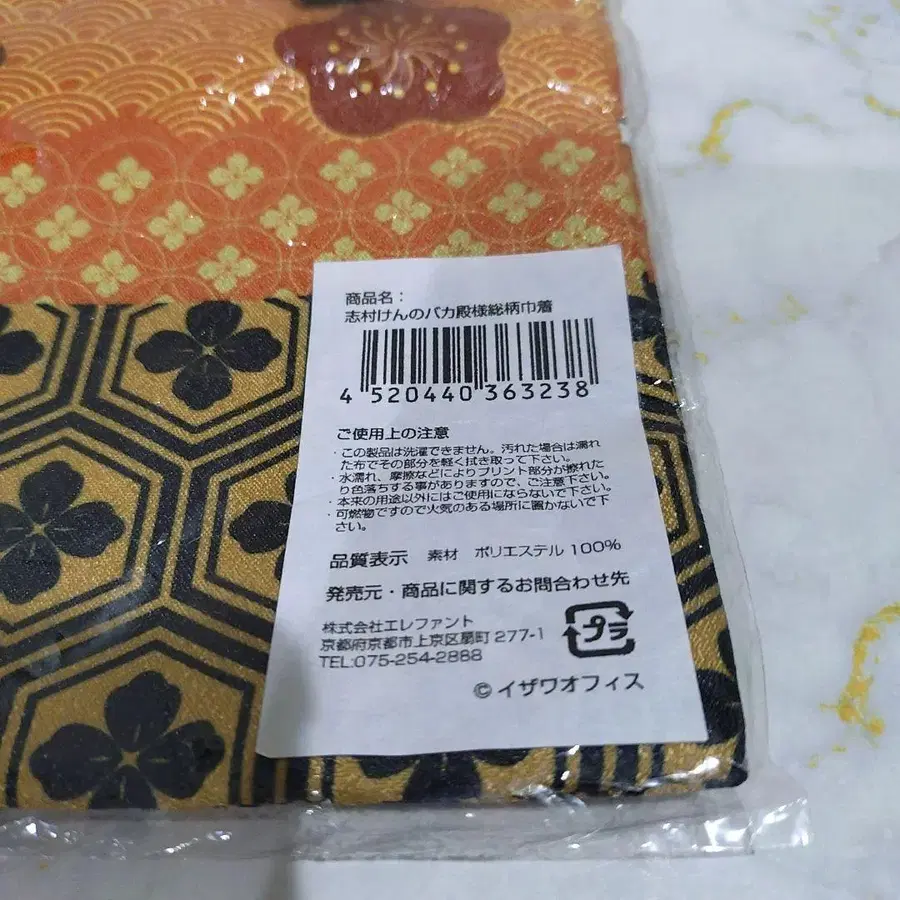 商品名：
志村けんのバカ殿様総柄巾着
4 520440 363238
ご使用上の注意
・この製品は洗濯できません。汚れた場合は濡れ
た布でその部分を軽く拭き取って下さい。
・水濡れ、摩擦などによりプリント部分が擦れた
り色落ちする事がありますので、ご注意下さい。
・本来の用途以外にはご使用にならないで下さい。
・可燃物ですので火気のある場所に置かないで下
さい。
品質表示 素材 ポリエステル 100%
発売元・商品に関するお問合わせ先
株式会社エレファント
京都府京都市上京区扇町 277-1
TEL:075-254-2888
プラ
© イザワオフィス